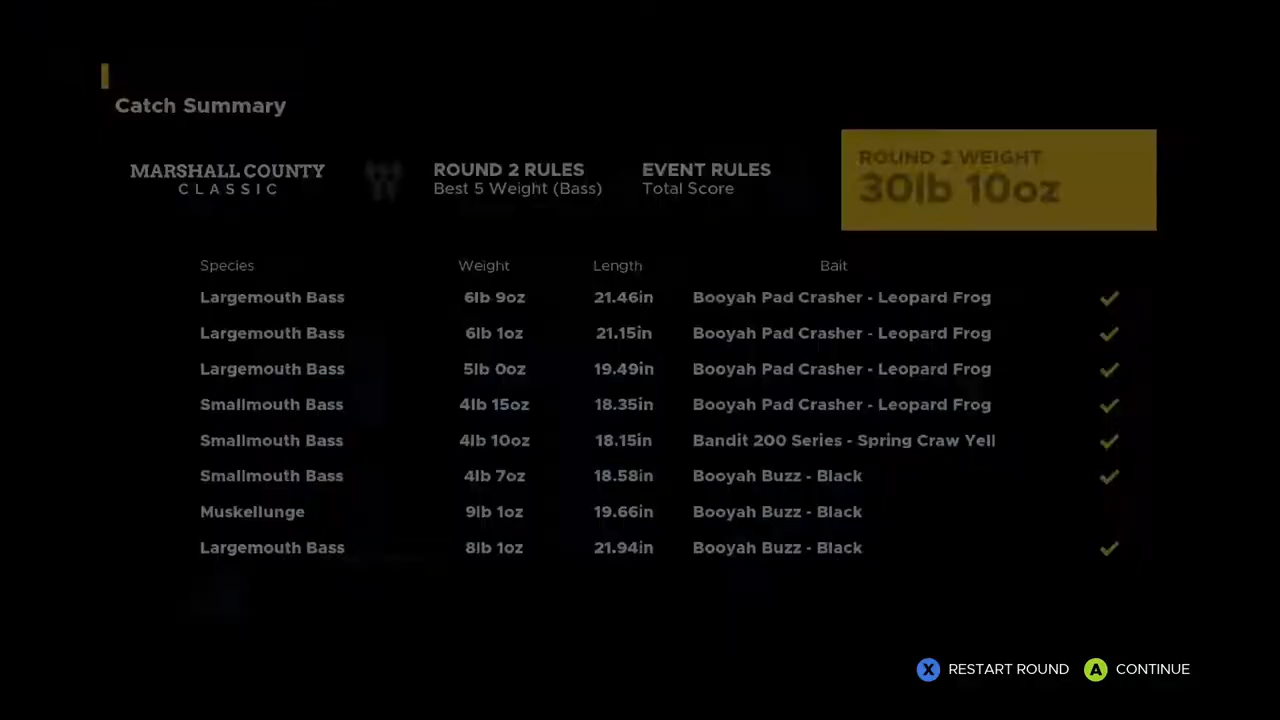 Catch Summary
MARSHALL COUNTY
CLASSIC
ROUND 2 RULES
Best 5 Weight (Bass)
EVENT RULES
Total Score
ROUND 2 WEIGHT
30lb 10oz
Species Weight Length Bait
Largemouth Bass 6lb 9oz 21.46in Booyah Pad Crasher - Leopard Frog
Largemouth Bass 6lb 1oz 21.15in Booyah Pad Crasher - Leopard Frog
Largemouth Bass 5lb 0oz 19.49in Booyah Pad Crasher - Leopard Frog
Smallmouth Bass 4lb 15oz 18.35in Booyah Pad Crasher - Leopard Frog
Smallmouth Bass 4lb 10oz 18.15in Bandit 200 Series - Spring Craw Yell
Smallmouth Bass 4lb 7oz 18.58in Booyah Buzz - Black
Muskellunge 9lb 1oz 19.66in Booyah Buzz - Black
Largemouth Bass 8lb 1oz 21.94in Booyah Buzz - Black
X RESTART ROUND A CONTINUE